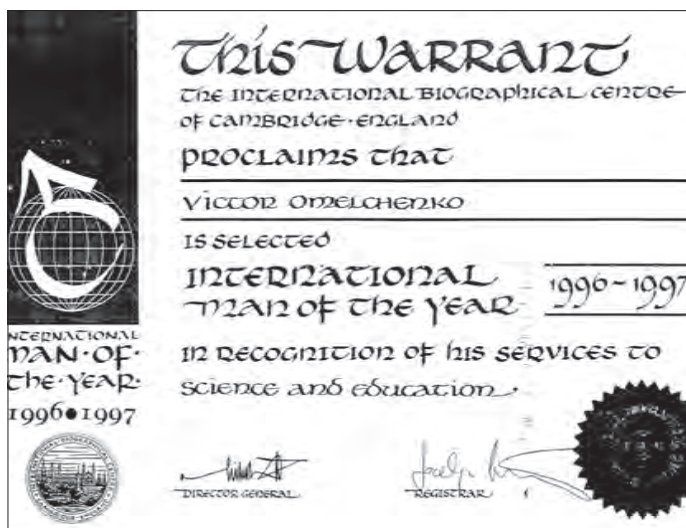 This Warrant
The International Biographical Centre
of Cambridge·England
proclaims that
Victor Omelchenko
is selected
International
Man of the Year
1996-1997
in recognition of his services to
science and education
Director General
Registrar
International
Man·of·
the·Year·
1996●1997